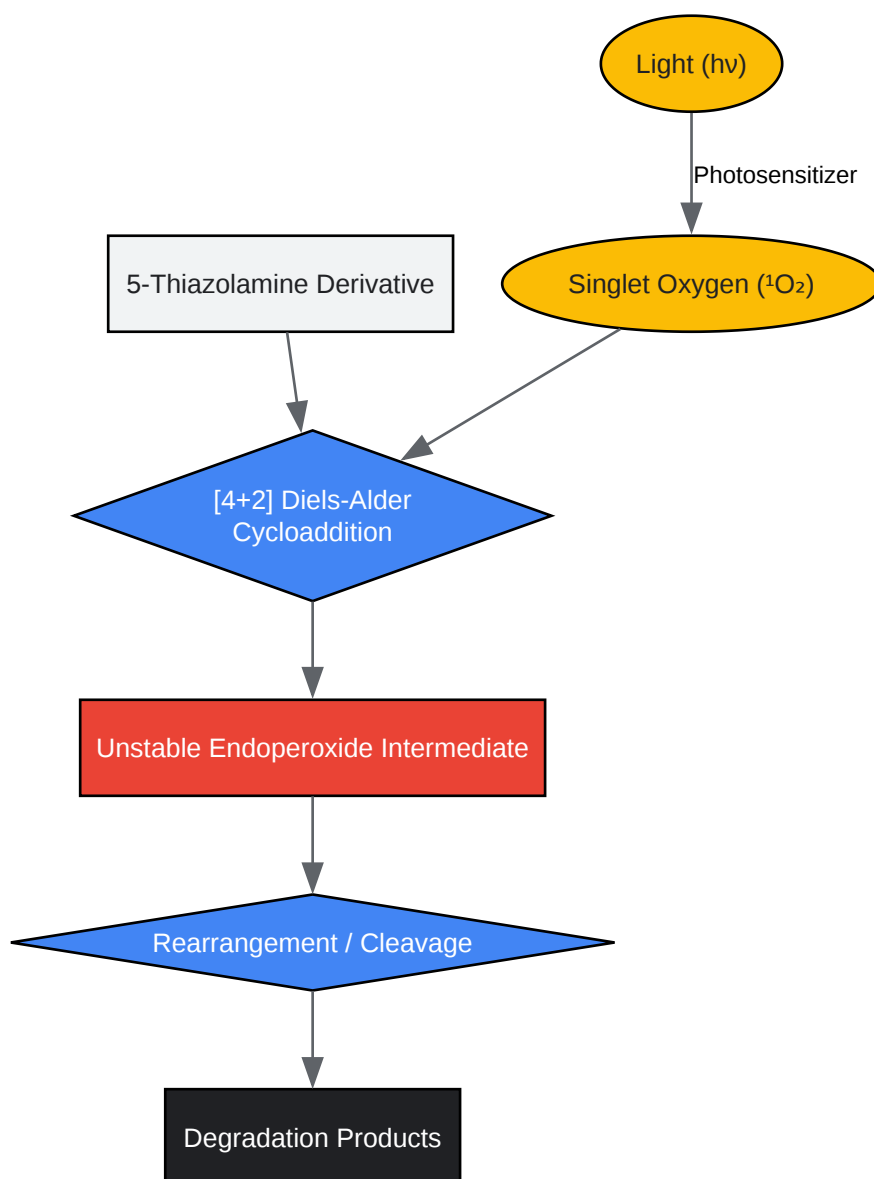 Light (hν)
Photosensitizer
5-Thiazolamine Derivative
Singlet Oxygen (¹O₂)
[4+2] Diels-Alder
Cycloaddition
Unstable Endoperoxide Intermediate
Rearrangement / Cleavage
Degradation Products